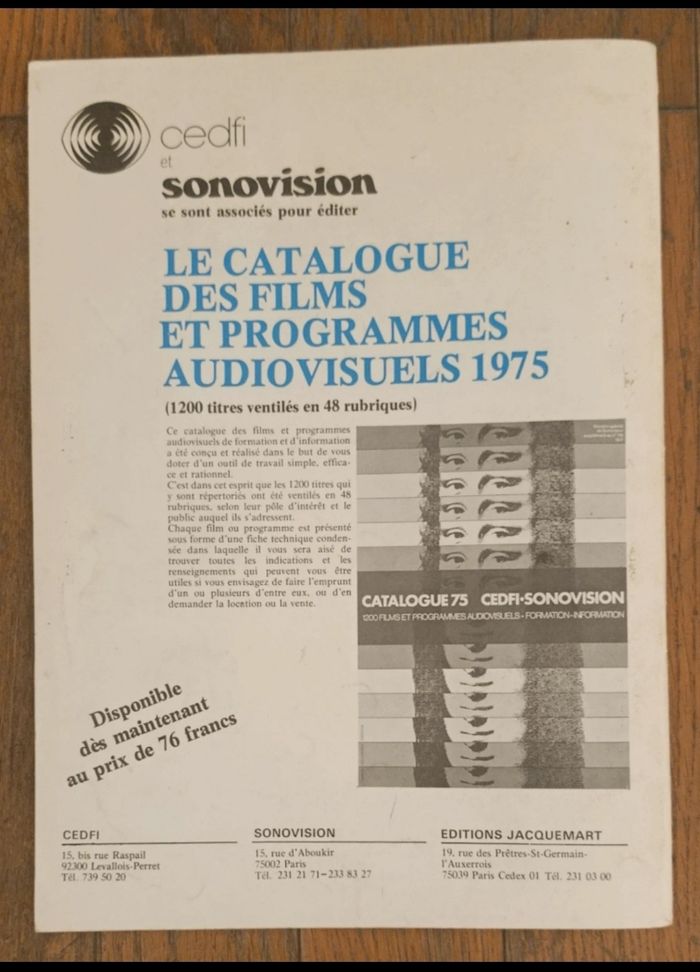 cedfi
et
sonovision
se sont associés pour éditer
LE CATALOGUE
DES FILMS
ET PROGRAMMES
AUDIOVISUELS 1975
(1200 titres ventilés en 48 rubriques)
Ce catalogue des films et programmes
audiovisuels de formation et d'information
a été conçu et réalisé dans le but de vous
doter d'un outil de travail simple, effica-
ce et rationnel.
C'est dans cet esprit que les 1200 titres qui
y sont répertoriés ont été ventilés en 48
rubriques, selon leur pôle d'intérêt et le
public auquel ils s'adressent.
Chaque film ou programme est présenté
sous forme d'une fiche technique conden-
sée dans laquelle il vous sera aisé de
trouver toutes les indications et les
renseignements qui peuvent vous être
utiles si vous envisagez de faire l'emprunt
d'un ou plusieurs d'entre eux, ou d'en
demander la location ou la vente.
CATALOGUE 75 CEDFI•SONOVISION
1200 FILMS ET PROGRAMMES AUDIOVISUELS • FORMATION-INFORMATION
Disponible
dès maintenant
au prix de 76 francs
CEDFI
15, bis rue Raspail
92300 Levallois-Perret
Tél. 739 50 20
SONOVISION
15, rue d'Aboukir
75002 Paris
Tél. 231 21 71–233 83 27
EDITIONS JACQUEMART
19, rue des Prêtres-St-Germain-
l'Auxerrois
75039 Paris Cedex 01 Tél. 231 03 00